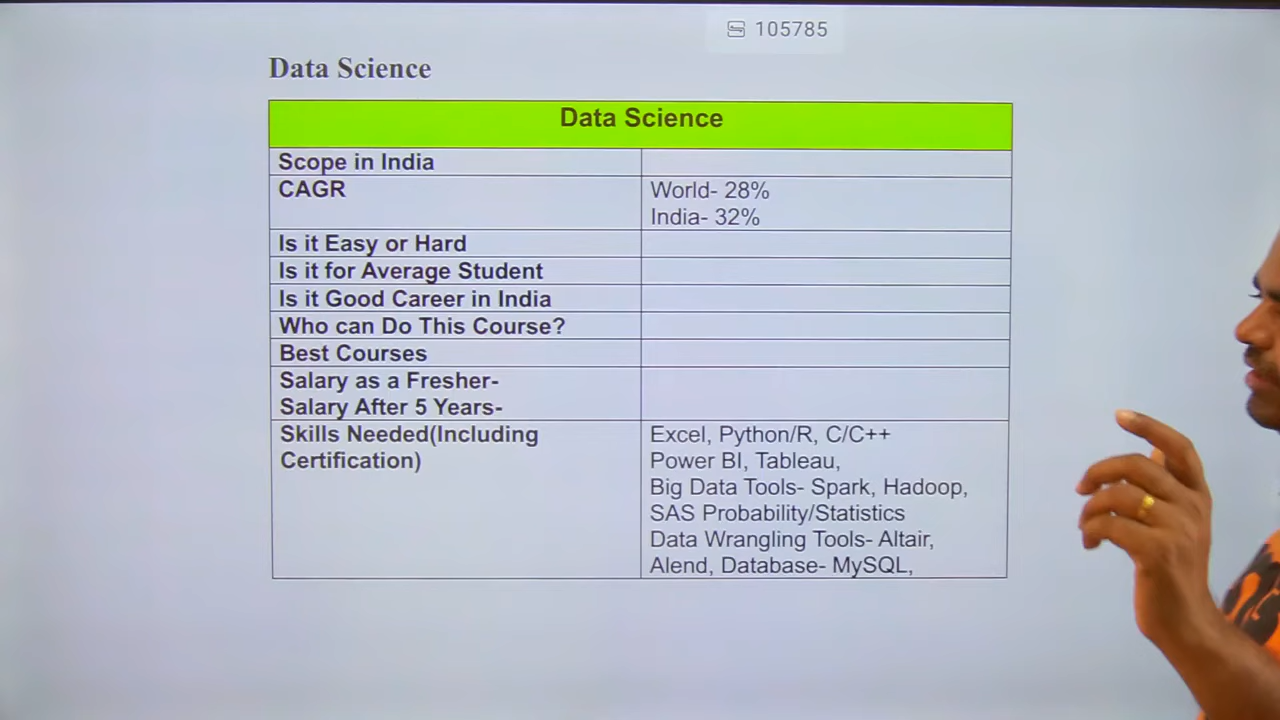 105785
Data Science
Data Science
Scope in India
CAGR
World- 28%
India- 32%
Is it Easy or Hard
Is it for Average Student
Is it Good Career in India
Who can Do This Course?
Best Courses
Salary as a Fresher-
Salary After 5 Years-
Skills Needed(Including
Certification)
Excel, Python/R, C/C++
Power BI, Tableau,
Big Data Tools- Spark, Hadoop,
SAS Probability/Statistics
Data Wrangling Tools- Altair,
Alend, Database- MySQL,